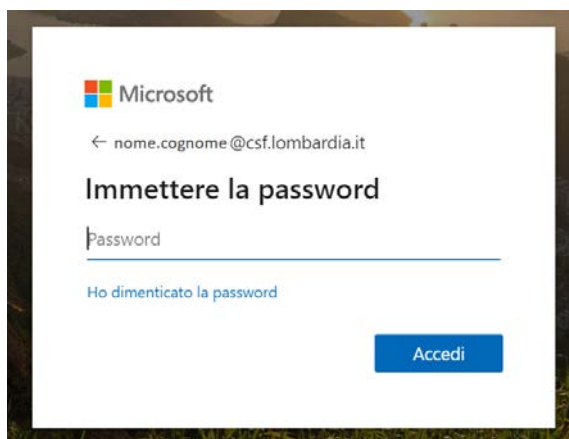 Microsoft
← nome.cognome@csf.lombardia.it
Immettere la password
Password
Ho dimenticato la password
Accedi